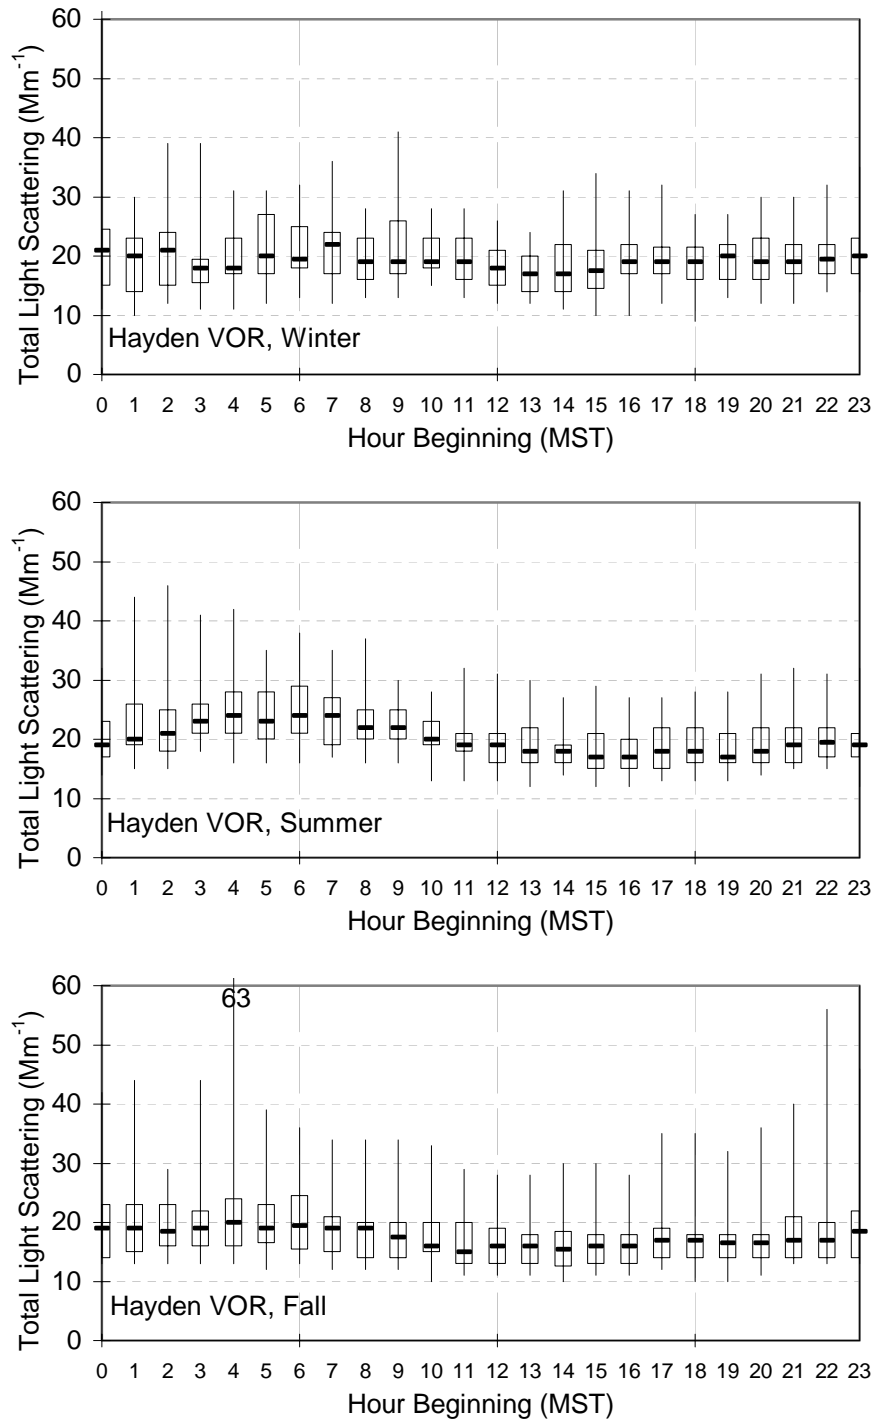 60
50
40
30
20
10
0
Total Light Scattering (Mm⁻¹)
Hayden VOR, Winter
0 1 2 3 4 5 6 7 8 9 10 11 12 13 14 15 16 17 18 19 20 21 22 23
Hour Beginning (MST)
60
50
40
30
20
10
0
Total Light Scattering (Mm⁻¹)
Hayden VOR, Summer
0 1 2 3 4 5 6 7 8 9 10 11 12 13 14 15 16 17 18 19 20 21 22 23
Hour Beginning (MST)
60
50
40
30
20
10
0
Total Light Scattering (Mm⁻¹)
63
Hayden VOR, Fall
0 1 2 3 4 5 6 7 8 9 10 11 12 13 14 15 16 17 18 19 20 21 22 23
Hour Beginning (MST)